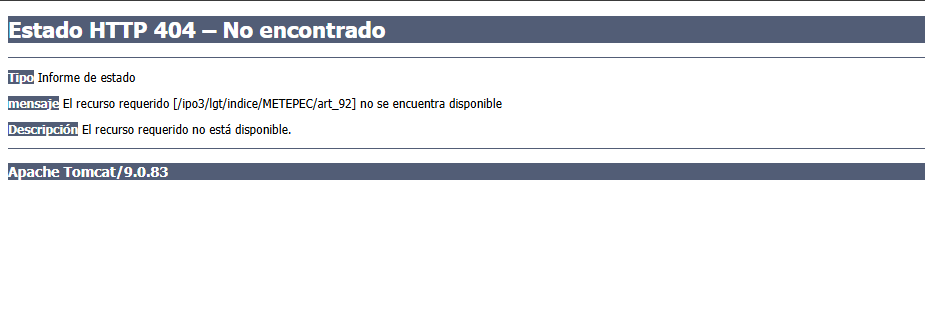 Estado HTTP 404 – No encontrado
Tipo Informe de estado
mensaje El recurso requerido [/ipo3/lgt/indice/METEPEC/art_92] no se encuentra disponible
Descripción El recurso requerido no está disponible.
Apache Tomcat/9.0.83